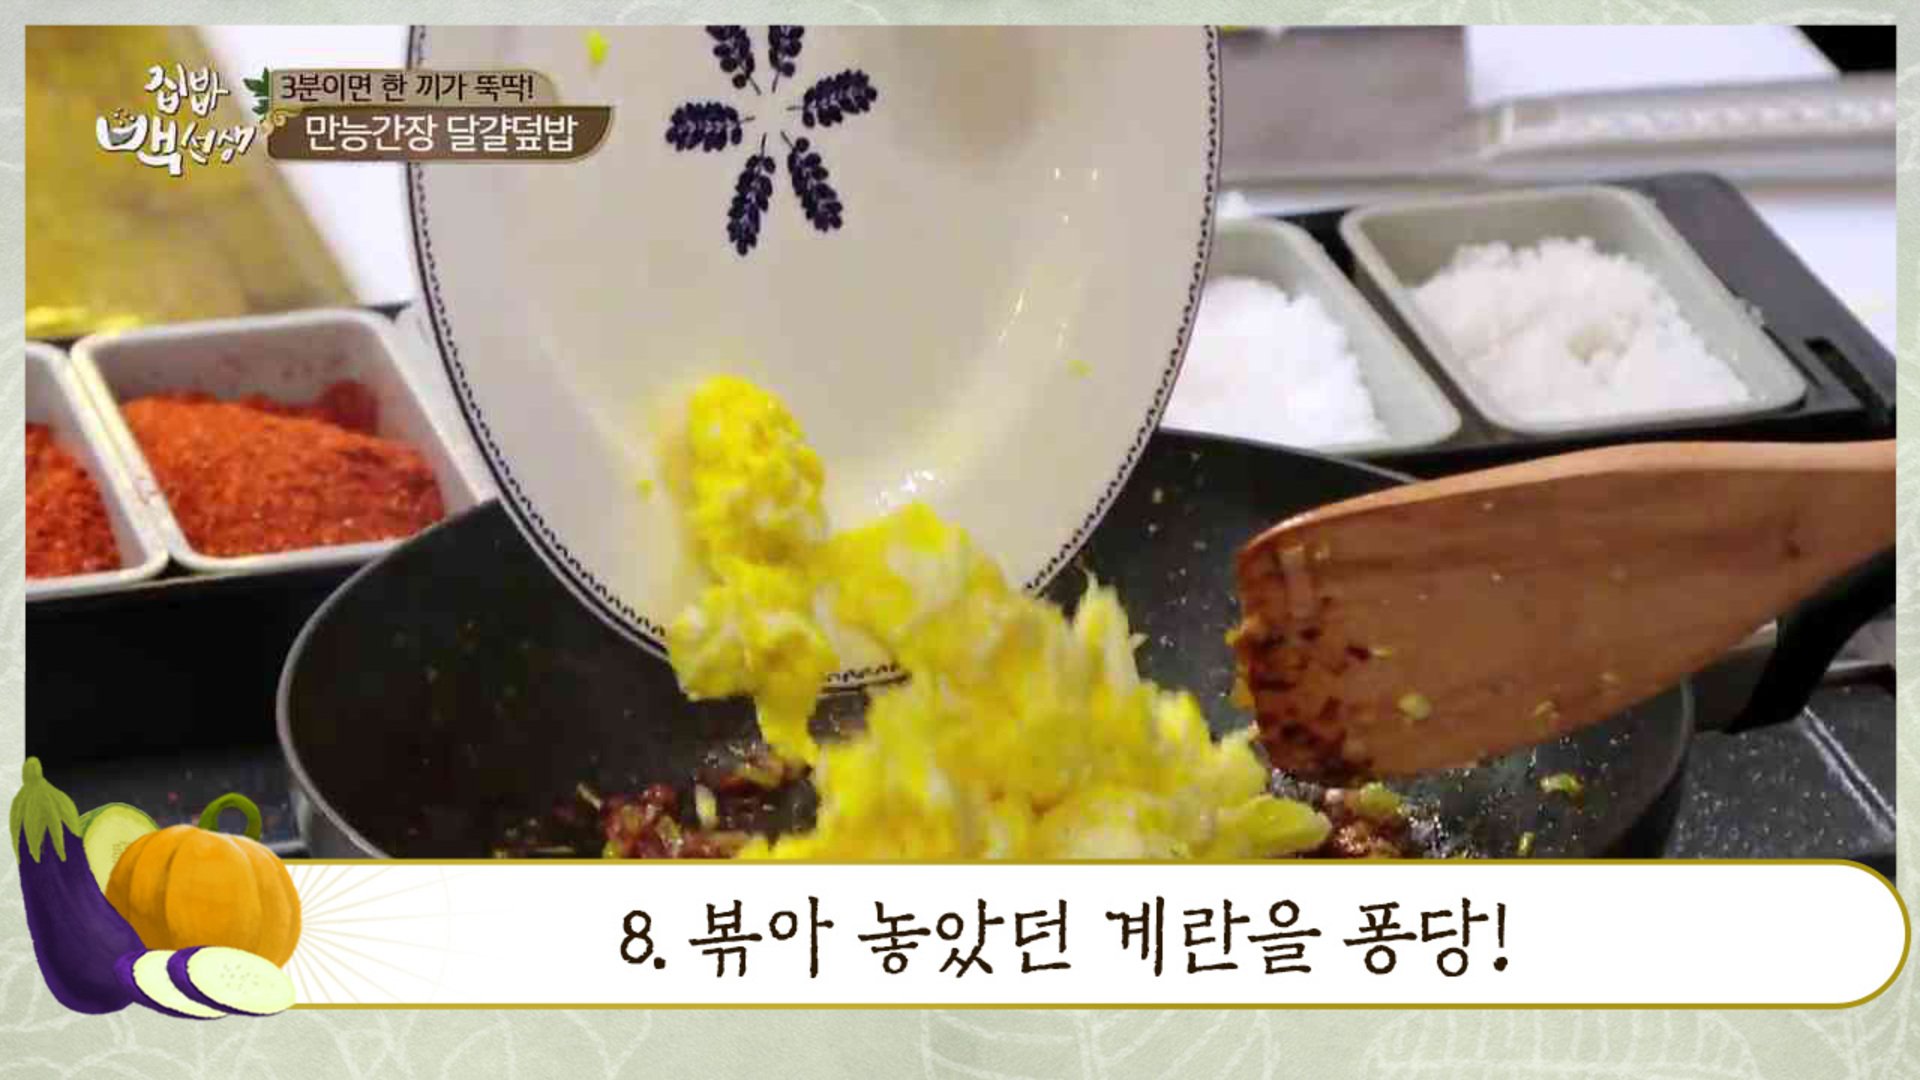 집밥
백선생
3분이면 한 끼가 뚝딱!
만능간장 달걀덮밥
8. 볶아 놓았던 계란을 퐁당!